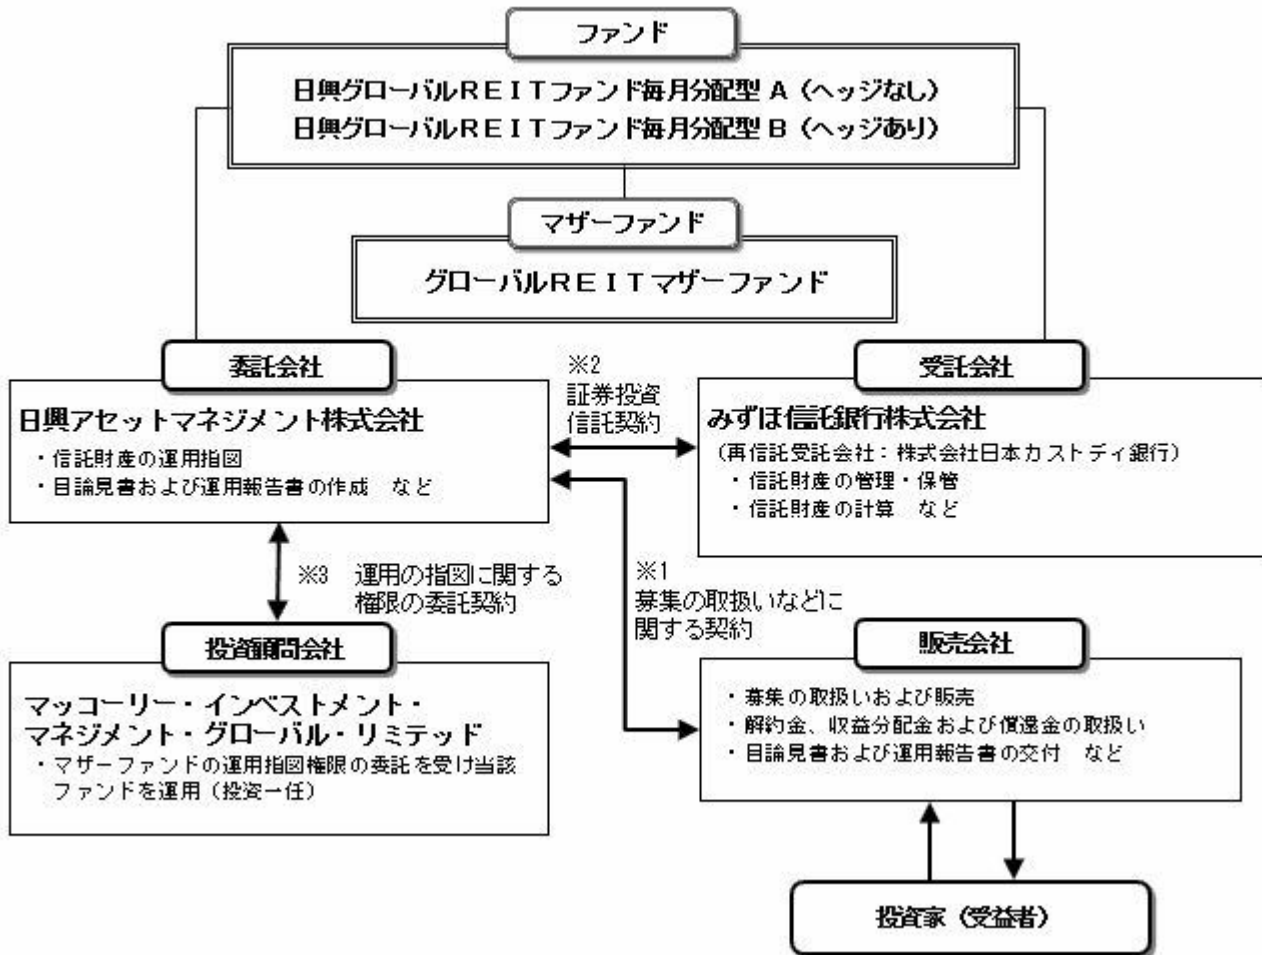 ファンド
日興グローバルREITファンド毎月分配型 A（ヘッジなし）
日興グローバルREITファンド毎月分配型 B（ヘッジあり）
マザーファンド
グローバルREITマザーファンド
委託会社
日興アセットマネジメント株式会社
・信託財産の運用指図
・目論見書および運用報告書の作成　など
※2
証券投資
信託契約
受託会社
みずほ信託銀行株式会社
（再信託受託会社：株式会社日本カストディ銀行）
・信託財産の管理・保管
・信託財産の計算　など
※3　運用の指図に関する
権限の委託契約
※1
募集の取扱いなどに
関する契約
投資顧問会社
マッコーリー・インベストメント・
マネジメント・グローバル・リミテッド
・マザーファンドの運用指図権限の委託を受け当該
ファンドを運用（投資一任）
販売会社
・募集の取扱いおよび販売
・解約金、収益分配金および償還金の取扱い
・目論見書および運用報告書の交付　など
投資家（受益者）